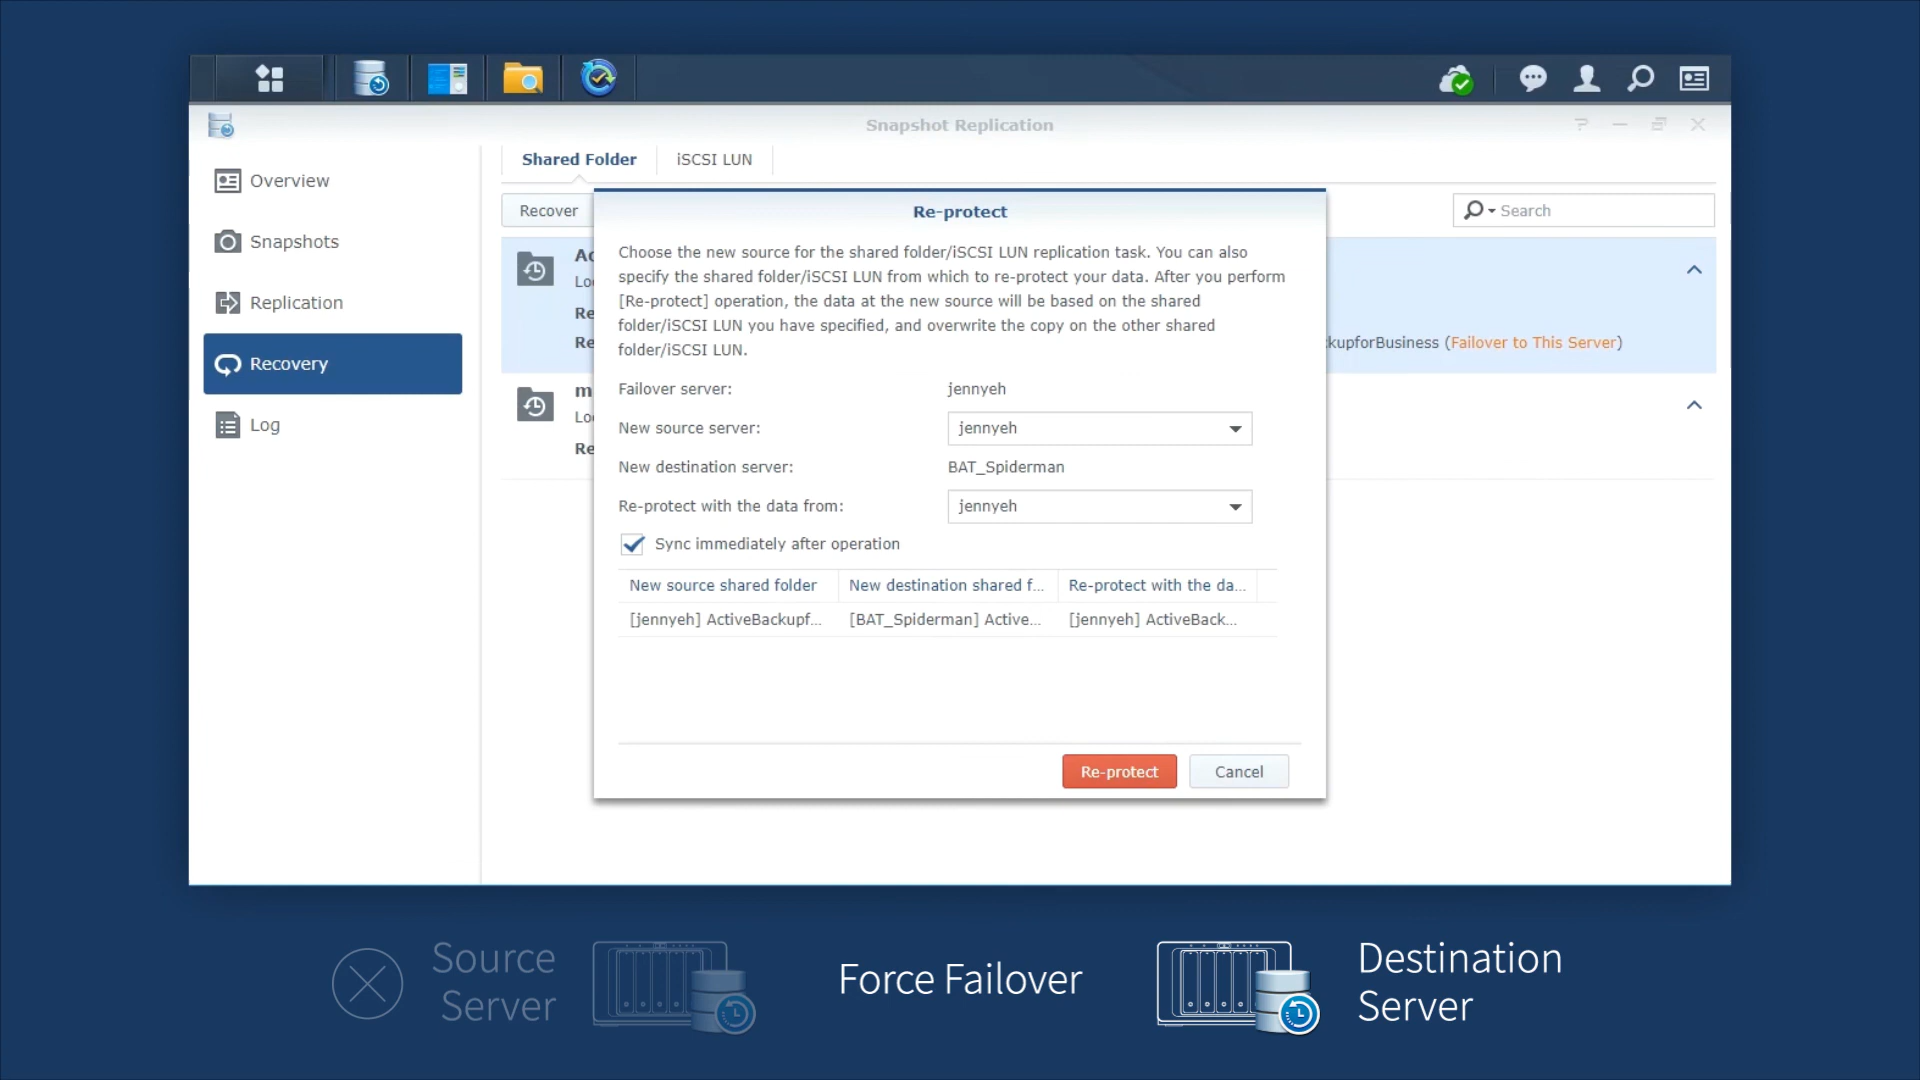 Snapshot Replication
Overview
Snapshots
Replication
Recovery
Log
Shared Folder
iSCSI LUN
Recover
Search
Re-protect
Choose the new source for the shared folder/iSCSI LUN replication task. You can also
specify the shared folder/iSCSI LUN from which to re-protect your data. After you perform
[Re-protect] operation, the data at the new source will be based on the shared
folder/iSCSI LUN you have specified, and overwrite the copy on the other shared
folder/iSCSI LUN.
Failover server: jennyeh
New source server: jennyeh
New destination server: BAT_Spiderman
Re-protect with the data from: jennyeh
Sync immediately after operation
New source shared folder New destination shared f... Re-protect with the da...
[jennyeh] ActiveBackupf... [BAT_Spiderman] Active... [jennyeh] ActiveBack...
Re-protect Cancel
kupforBusiness (Failover to This Server)
Source
Server
Force Failover
Destination
Server